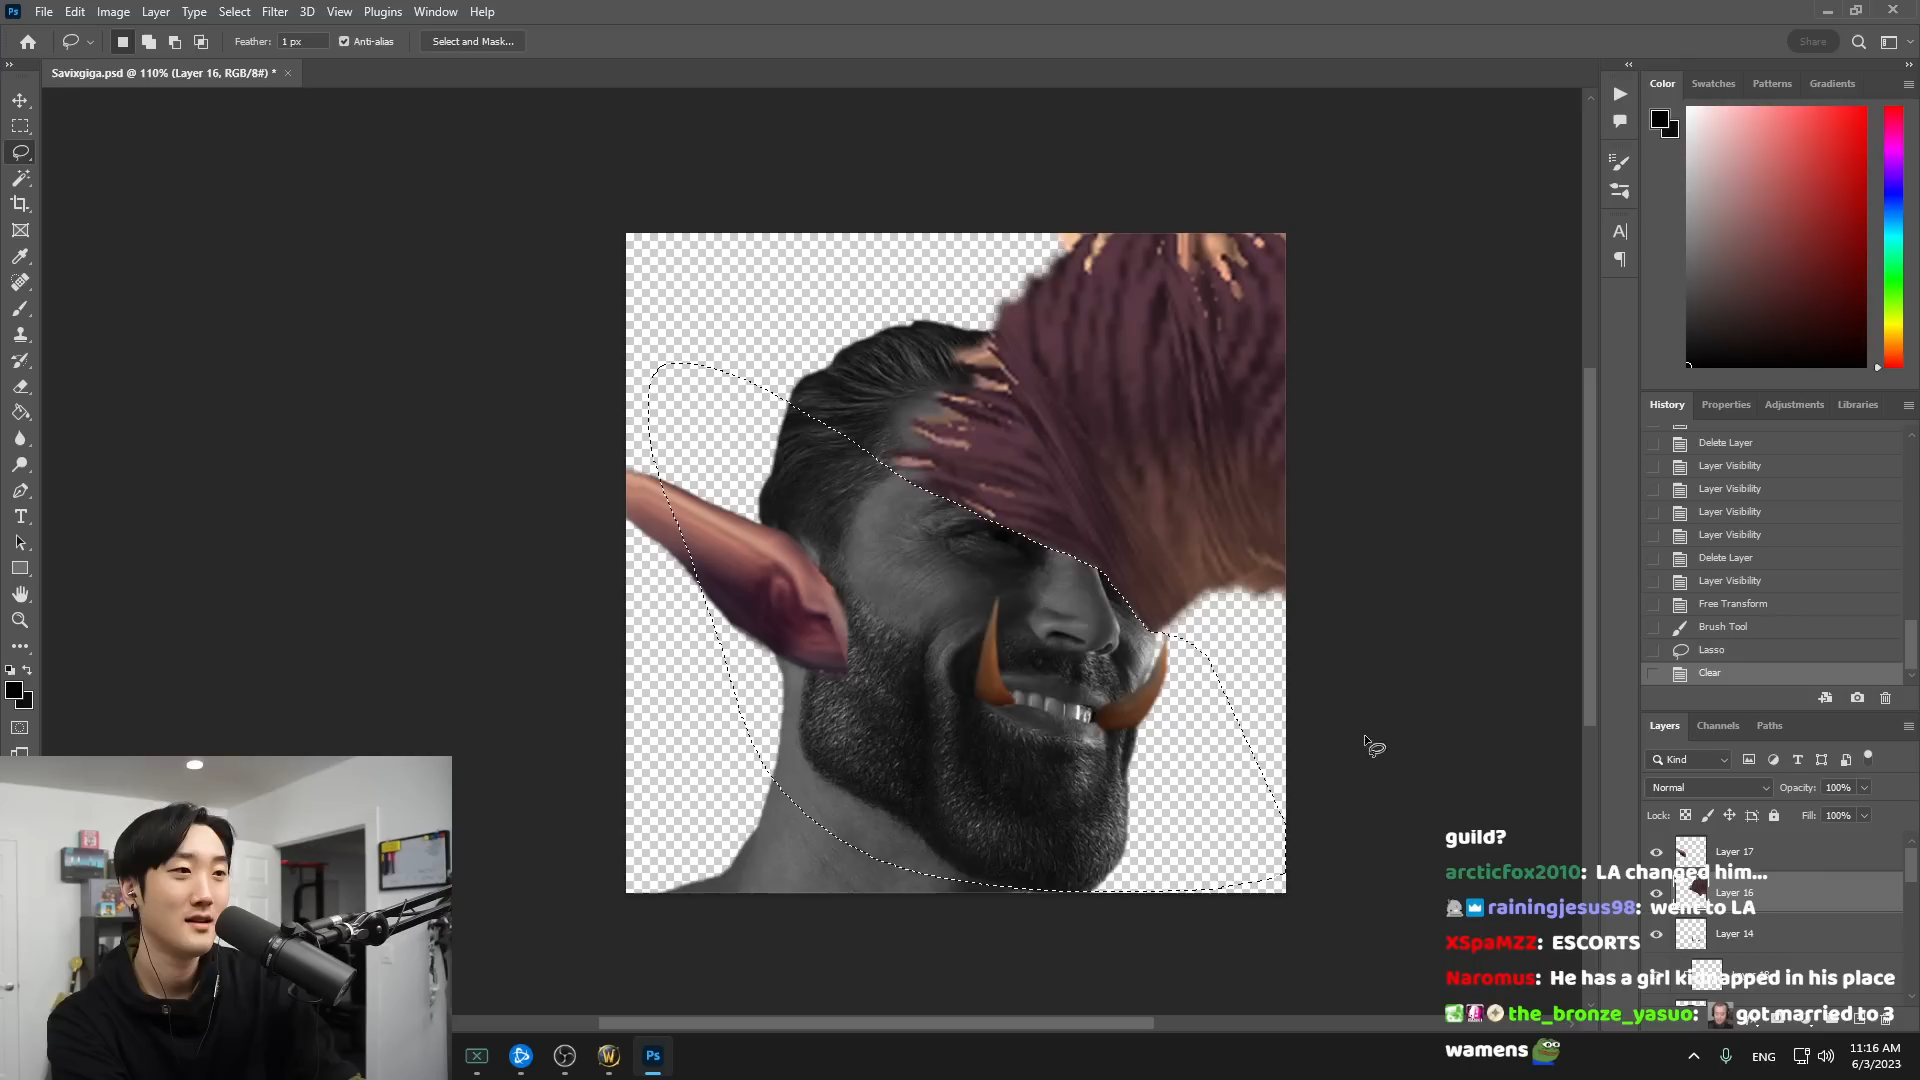 Ps File Edit Image Layer Type Select Filter 3D View Plugins Window Help
Feather: 1 px Anti-alias Select and Mask... Share
Savixgiga.psd @ 110% (Layer 16, RGB/8#) *
Color Swatches Patterns Gradients
History Properties Adjustments Libraries
Delete Layer
Layer Visibility
Layer Visibility
Layer Visibility
Layer Visibility
Delete Layer
Layer Visibility
Free Transform
Brush Tool
Lasso
Clear
Layers Channels Paths
Kind
Normal Opacity: 100%
Lock: Fill: 100%
Layer 17
Layer 16
Layer 14
guild?
arcticfox2010: LA changed him...
rainingjesus98: went to LA
XSpaMZZ: ESCORTS
Naromus: He has a girl kidnapped in his place
the_bronze_yasuo: got married to 3
wamens
Ps
ENG
11:16 AM
6/3/2023